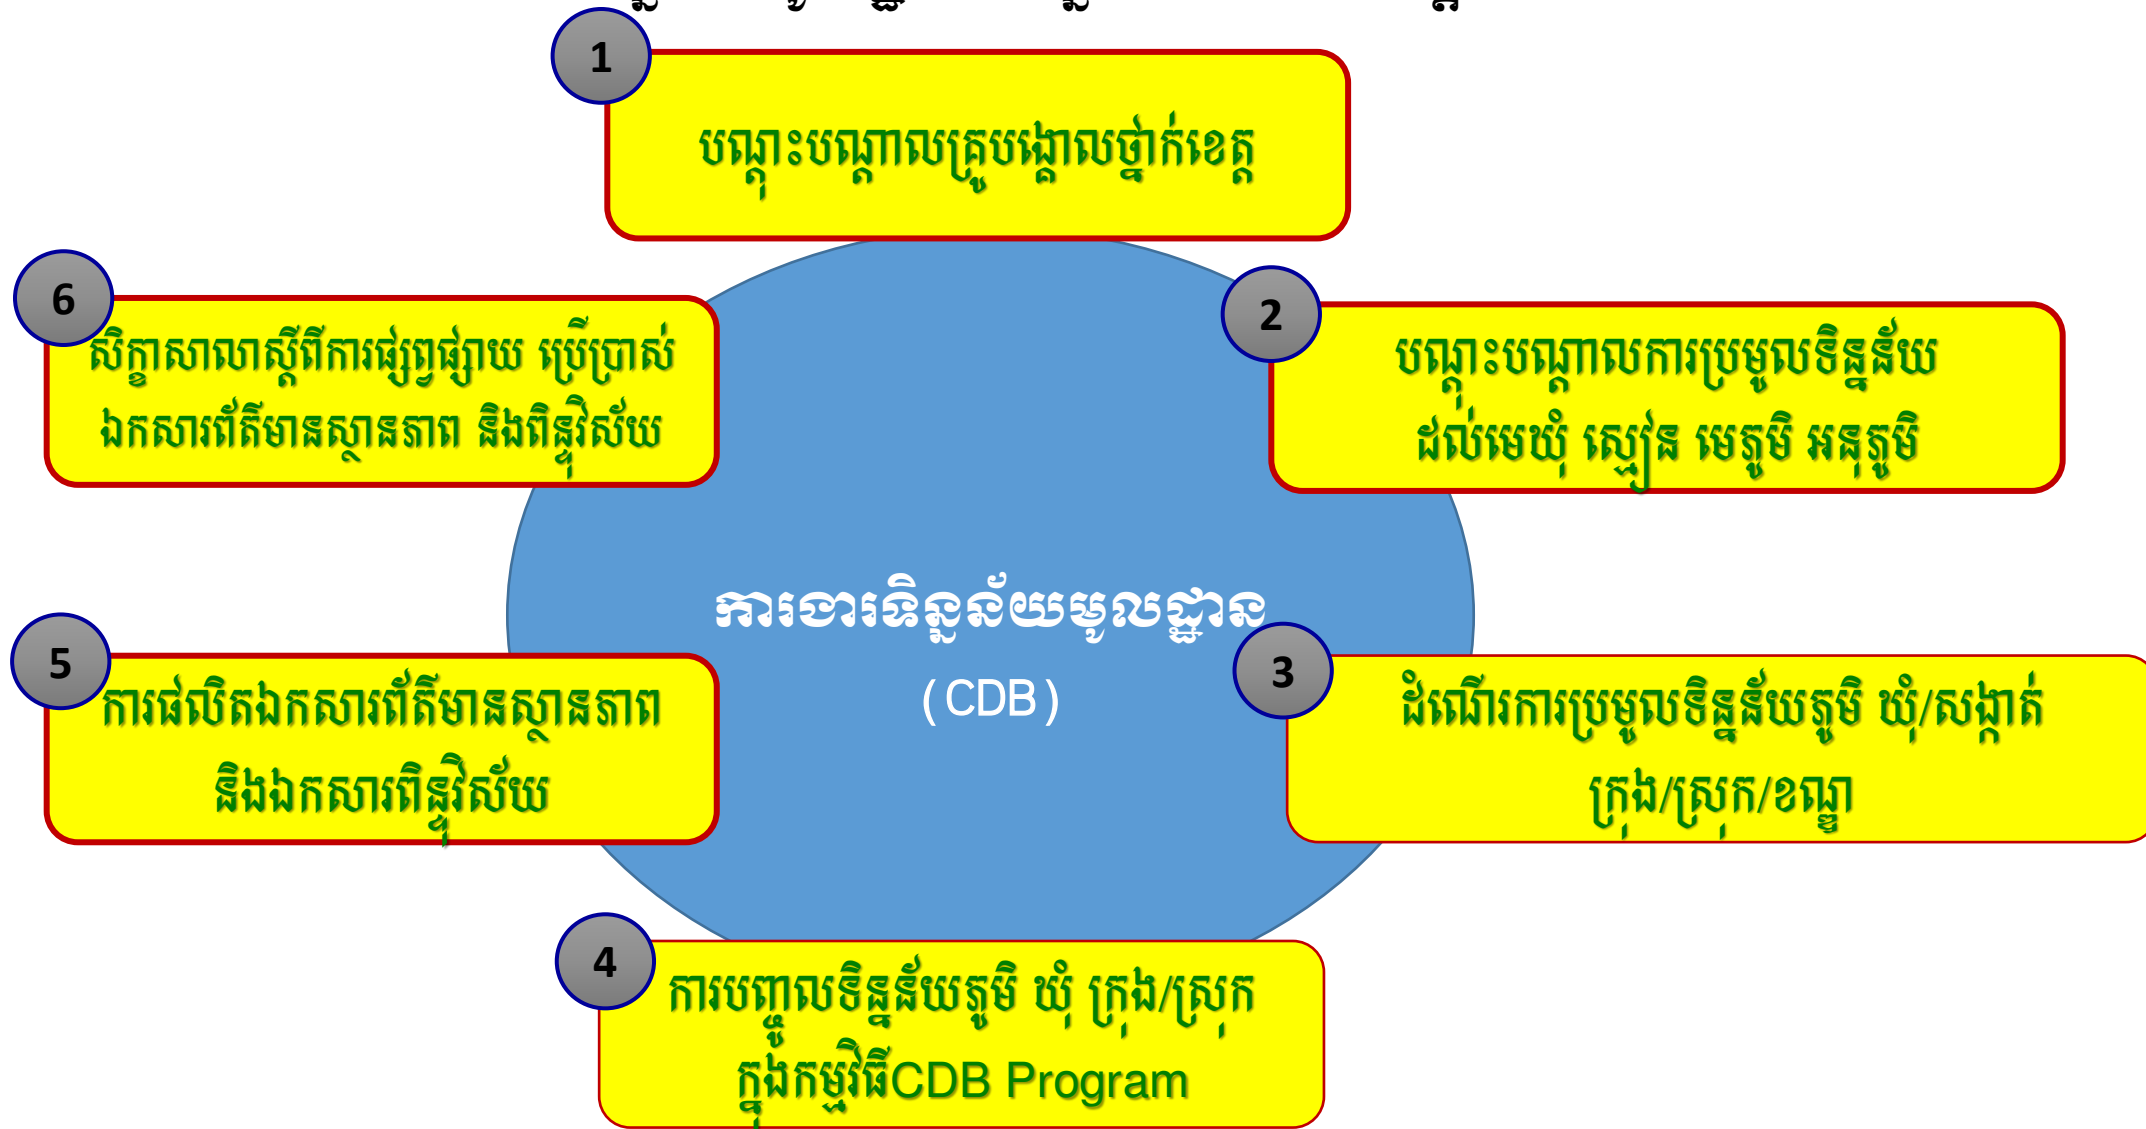 1
បណ្តុះបណ្តាលគ្រូបង្គោលថ្នាក់ខេត្ត
2
បណ្តុះបណ្តាលការប្រមូលទិន្នន័យ
ដល់មេឃុំ ស្មៀន មេភូមិ អនុភូមិ
3
ដំណើរការប្រមូលទិន្នន័យភូមិ ឃុំ/សង្កាត់
ក្រុង/ស្រុក/ខណ្ឌ
4
ការបញ្ចូលទិន្នន័យភូមិ ឃុំ ក្រុង/ស្រុក
ក្នុងកម្មវិធីCDB Program
5
ការផលិតឯកសារព័ត៌មានស្ថានភាព
និងឯកសារពិន្ទុវិស័យ
6
សិក្ខាសាលាស្តីពីការផ្សព្វផ្សាយ ប្រើប្រាស់
ឯកសារព័ត៌មានស្ថានភាព និងពិន្ទុវិស័យ
ការងារទិន្នន័យមូលដ្ឋាន
(CDB)